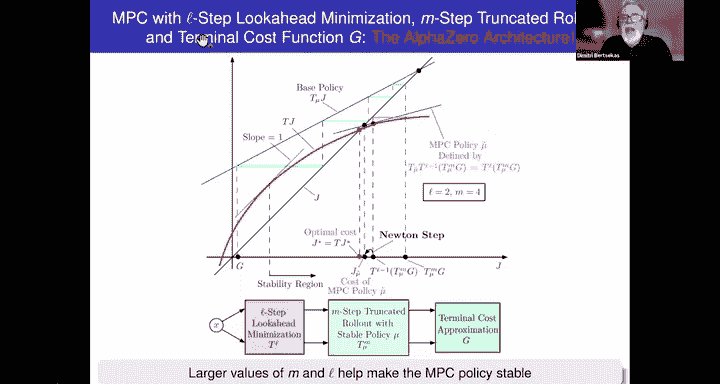 MPC with ℓ-Step Lookahead Minimization, m-Step Truncated
and Terminal Cost Function G: The AlphaZero Architecture!
Dimitri Bertsekas
Base Policy
TμJ
TJ
Slope = 1
J
MPC Policy μ̃
Defined by
Tμ̃Tℓ−1(TμmG) = Tℓ(TμmG)
ℓ = 2, m = 4
Optimal cost
J* = TJ*
Newton Step
G
Jμ̃
Tℓ−1(TμmG)
TμmG
J
Stability Region
Cost of
MPC Policy μ̃
x
ℓ-Step
Lookahead
Minimization
Tℓ
m-Step Truncated
Rollout with
Stable Policy μ
Tμm
Terminal Cost
Approximation
G
Larger values of m and ℓ help make the MPC policy stable